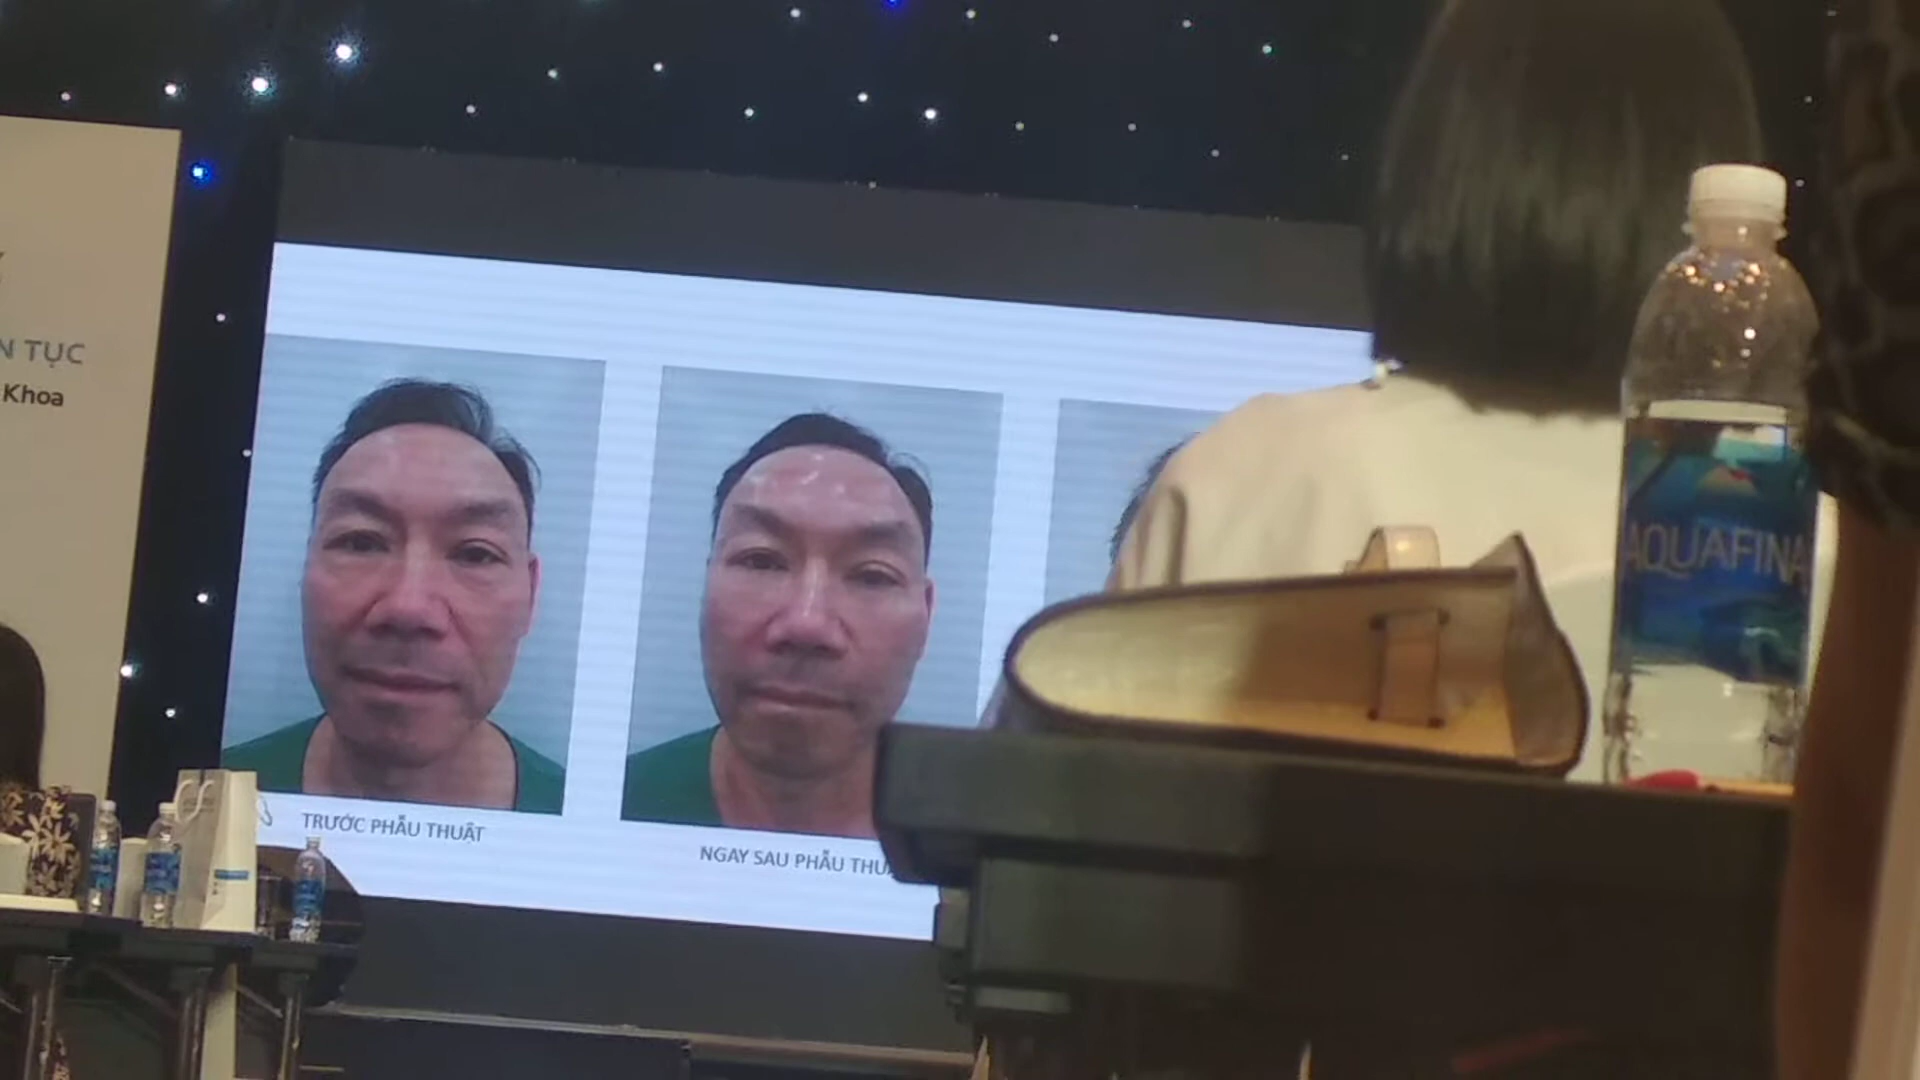 N TỤC
Khoa
TRƯỚC PHẪU THUẬT
NGAY SAU PHẪU THU
AQUAFINA